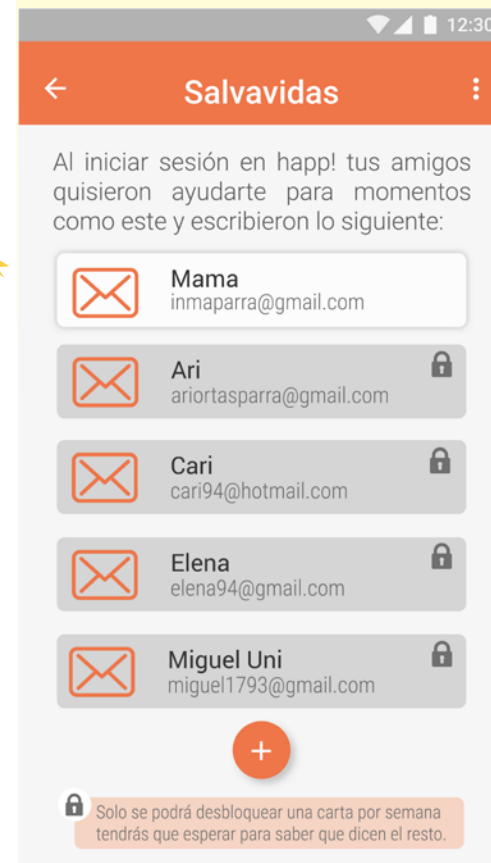 12:30
Salvavidas
Al iniciar sesión en happ! tus amigos
quisieron ayudarte para momentos
como este y escribieron lo siguiente:
Mama
inmaparra@gmail.com
Ari
ariortasparra@gmail.com
Cari
cari94@hotmail.com
Elena
elena94@gmail.com
Miguel Uni
miguel1793@gmail.com
+
Solo se podrá desbloquear una carta por semana
tendrás que esperar para saber que dicen el resto.